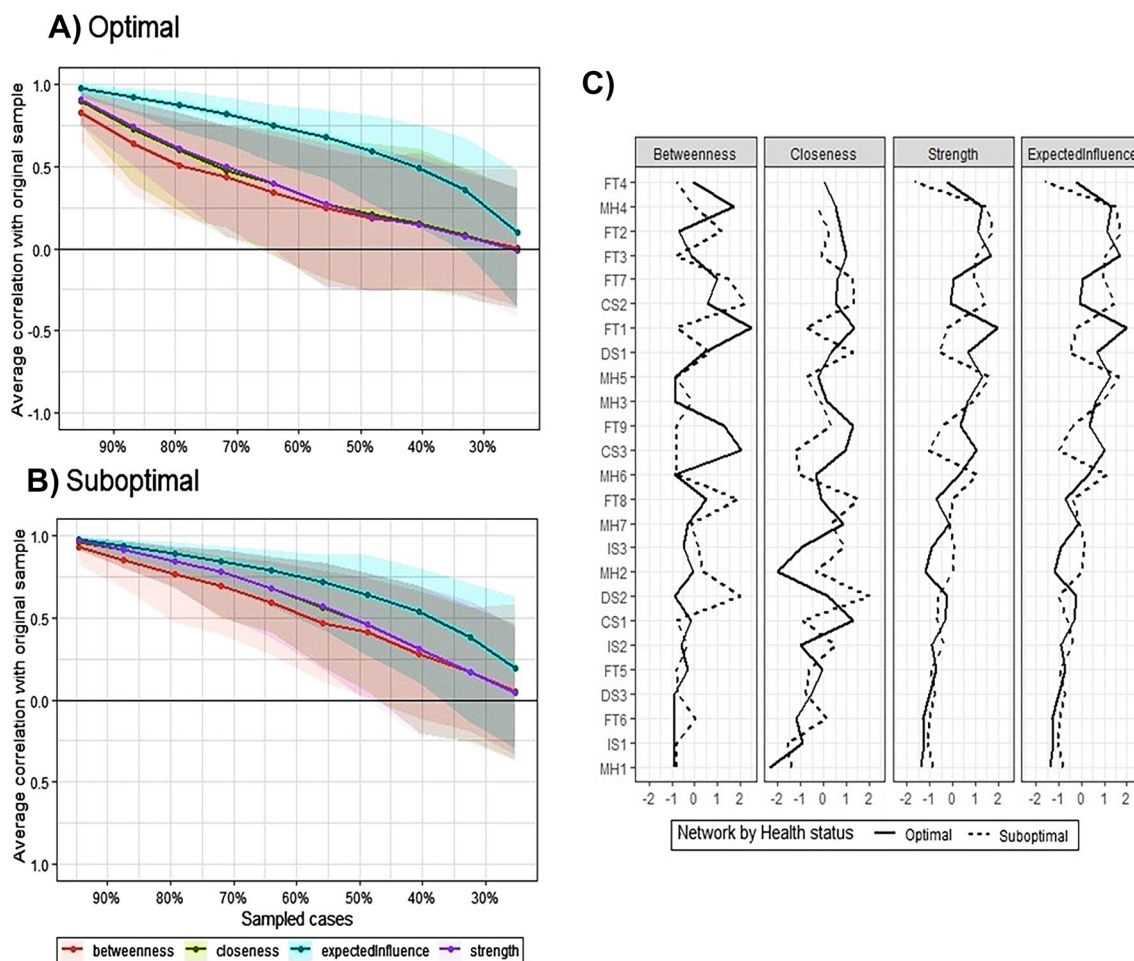 A) Optimal
Average correlation with original sample
1.0
0.5
0.0
-0.5
-1.0
90% 80% 70% 60% 50% 40% 30%
B) Suboptimal
Average correlation with original sample
1.0
0.5
0.0
0.5
1.0
90% 80% 70% 60% 50% 40% 30%
Sampled cases
betweenness closeness expectedInfluence strength
C)
Betweenness Closeness Strength ExpectedInfluence
FT4
MH4
FT2
FT3
FT7
CS2
FT1
DS1
MH5
MH3
FT9
CS3
MH6
FT8
MH7
IS3
MH2
DS2
CS1
IS2
FT5
DS3
FT6
IS1
MH1
-2 -1 0 1 2 -2 -1 0 1 2 -2 -1 0 1 2 -2 -1 0 1 2
Network by Health status Optimal Suboptimal